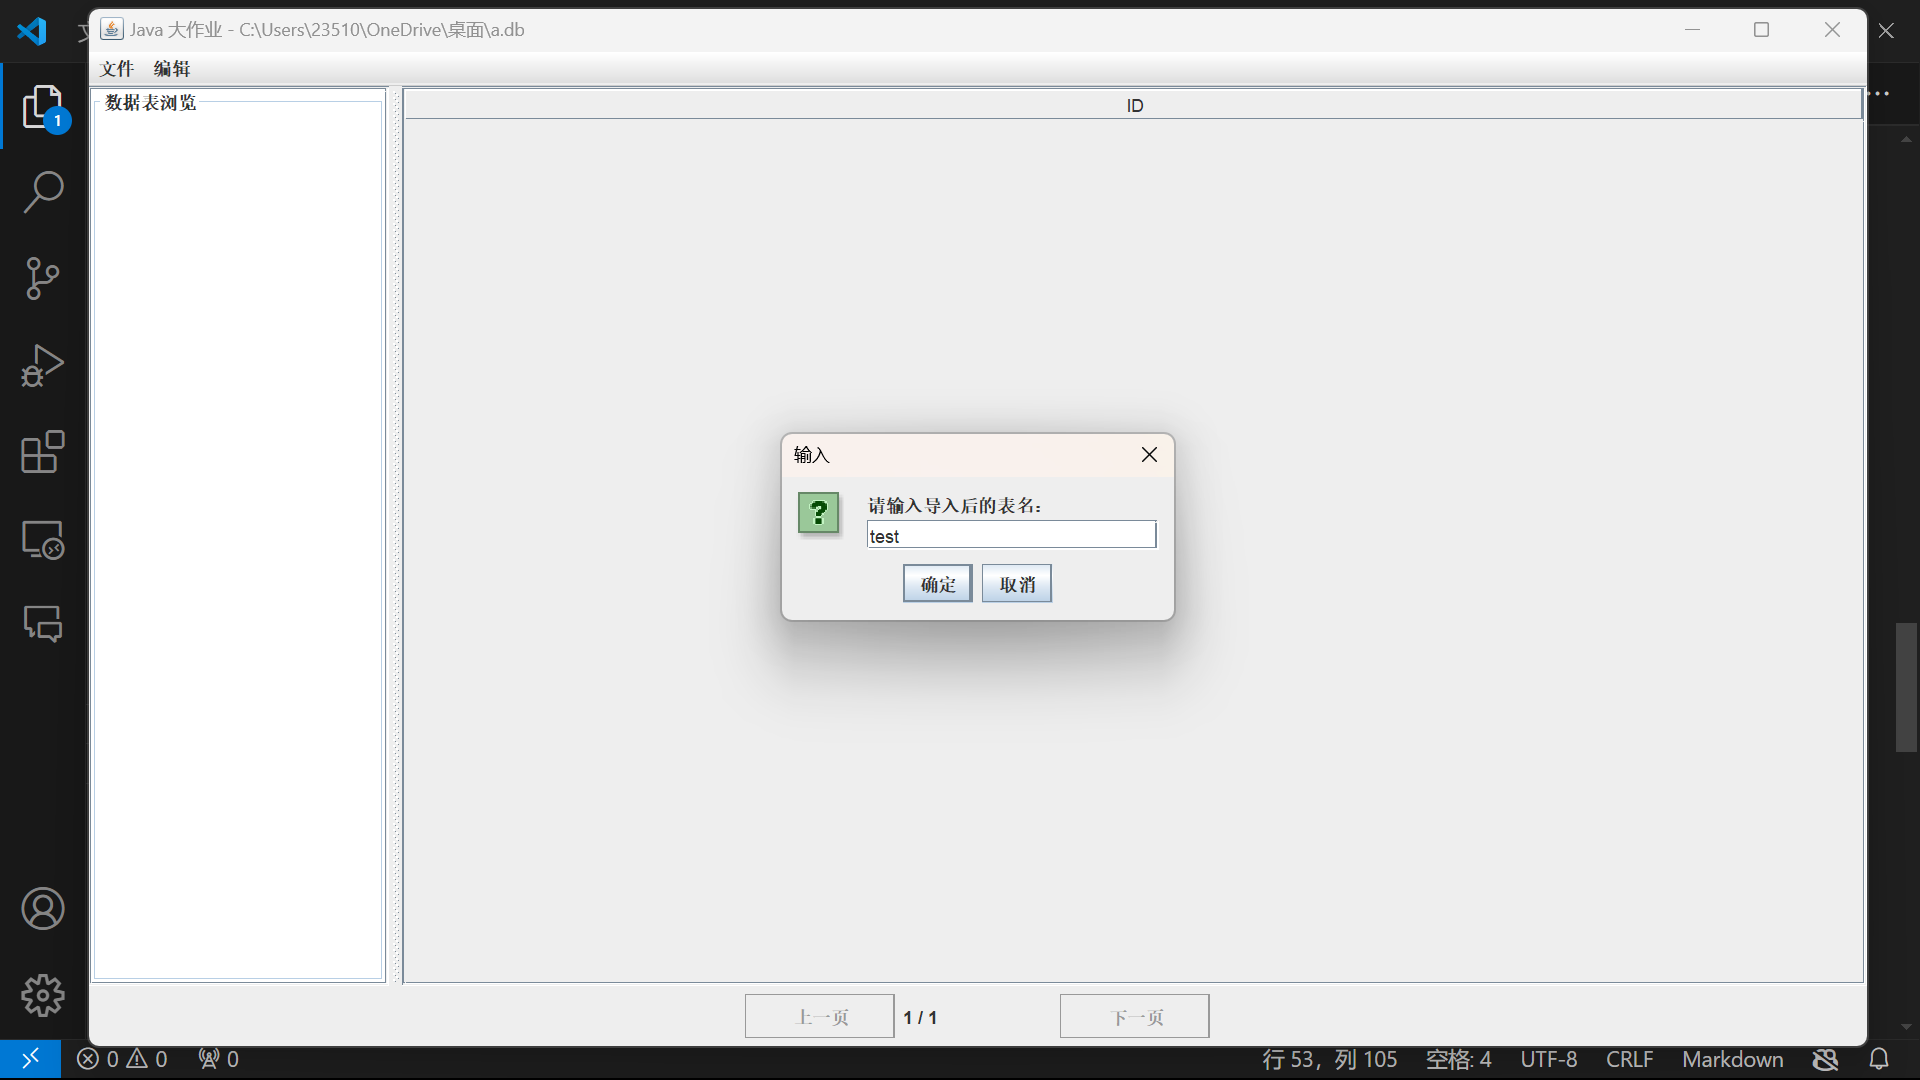 Java 大作业 - C:\Users\23510\OneDrive\桌面\a.db
文件 编辑
数据表浏览
ID
1
输入
?
请输入导入后的表名：
test
确定 取消
上一页 1 / 1 下一页
0 0 0 行 53，列 105 空格: 4 UTF-8 CRLF Markdown